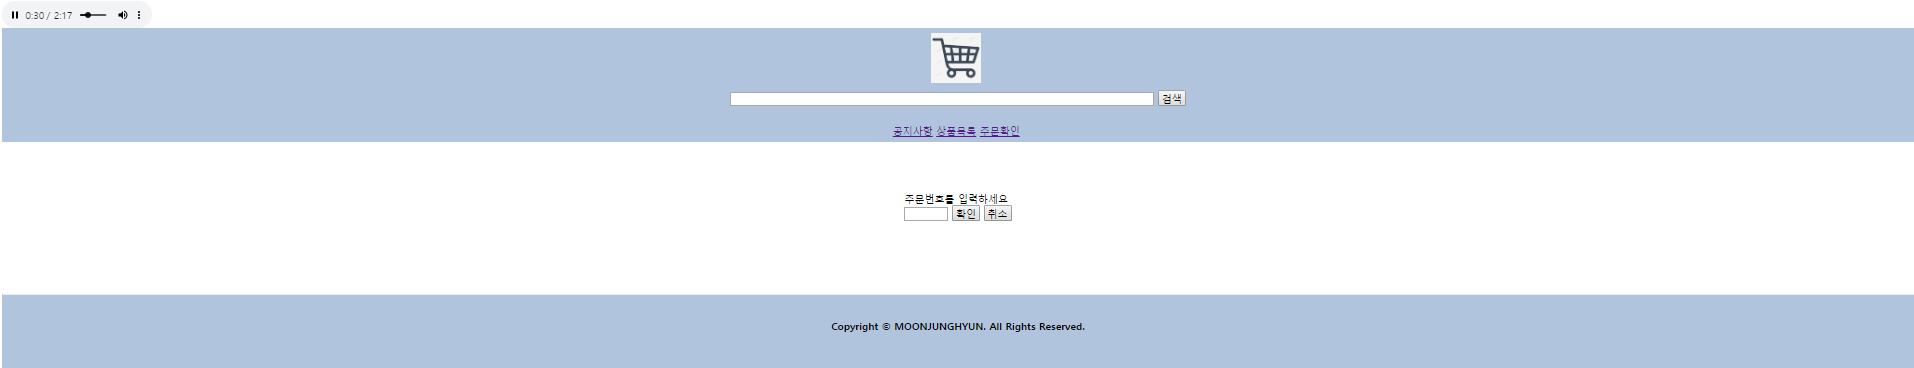 0:30 / 2:17
검색
공지사항 상품목록 주문확인
주문번호를 입력하세요
확인 취소
Copyright © MOONJUNGHYUN. All Rights Reserved.